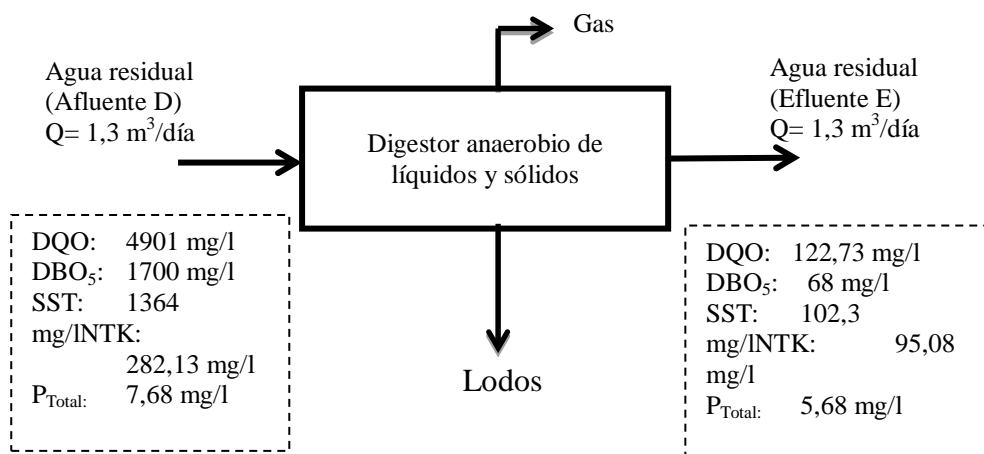 Gas
Agua residual
(Afluente D)
Q= 1,3 m³/día
Agua residual
(Efluente E)
Q= 1,3 m³/día
Digestor anaerobio de
líquidos y sólidos
DQO: 4901 mg/l
DBO₅: 1700 mg/l
SST: 1364
mg/lNTK:
282,13 mg/l
P_Total: 7,68 mg/l
Lodos
DQO: 122,73 mg/l
DBO₅: 68 mg/l
SST: 102,3
mg/lNTK: 95,08
mg/l
P_Total: 5,68 mg/l